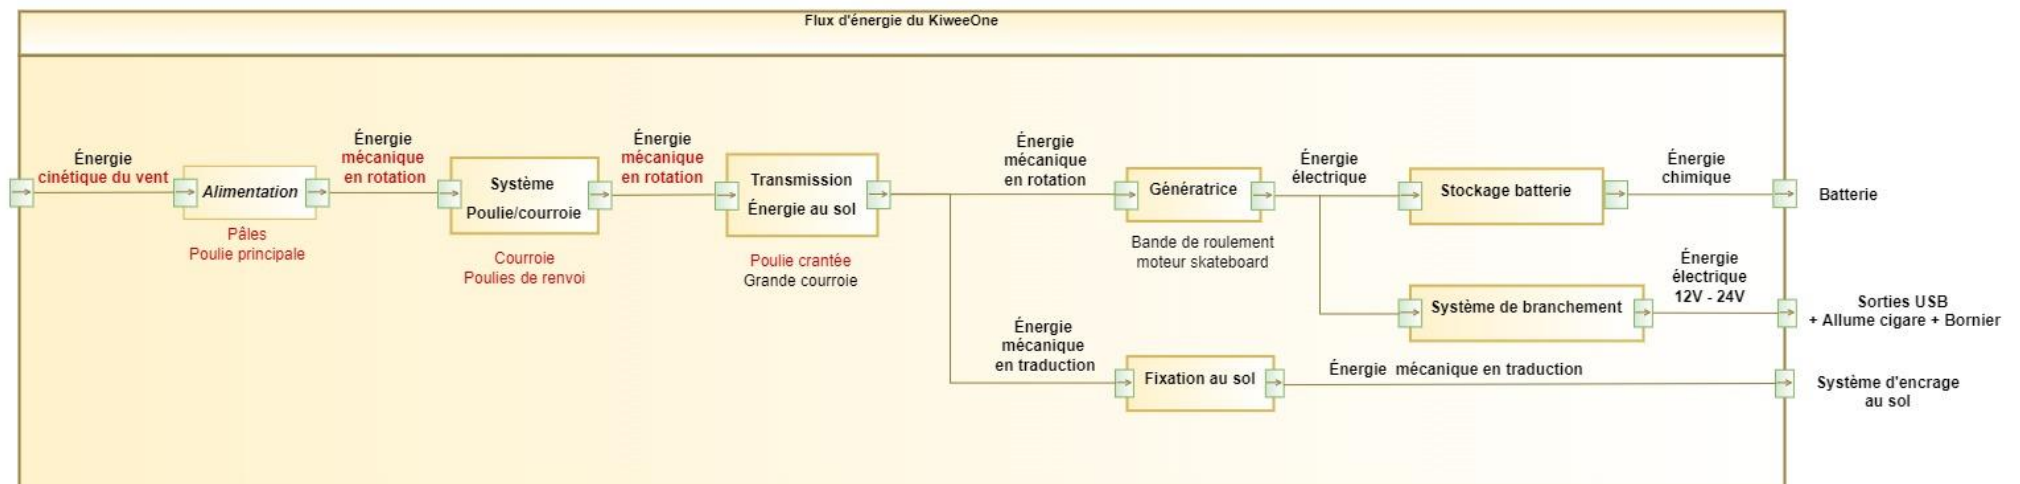 Flux d'énergie du KiweeOne
Énergie
cinétique du vent
Alimentation
Pâles
Poulie principale
Énergie
mécanique
en rotation
Système
Poulie/courroie
Courroie
Poulies de renvoi
Énergie
mécanique
en rotation
Transmission
Énergie au sol
Poulie crantée
Grande courroie
Énergie
mécanique
en rotation
Génératrice
Bande de roulement
moteur skateboard
Énergie
électrique
Stockage batterie
Énergie
chimique
Batterie
Système de branchement
Énergie
électrique
12V - 24V
Sorties USB
+ Allume cigare + Bornier
Énergie
mécanique
en traduction
Fixation au sol
Énergie mécanique en traduction
Système d'encrage
au sol